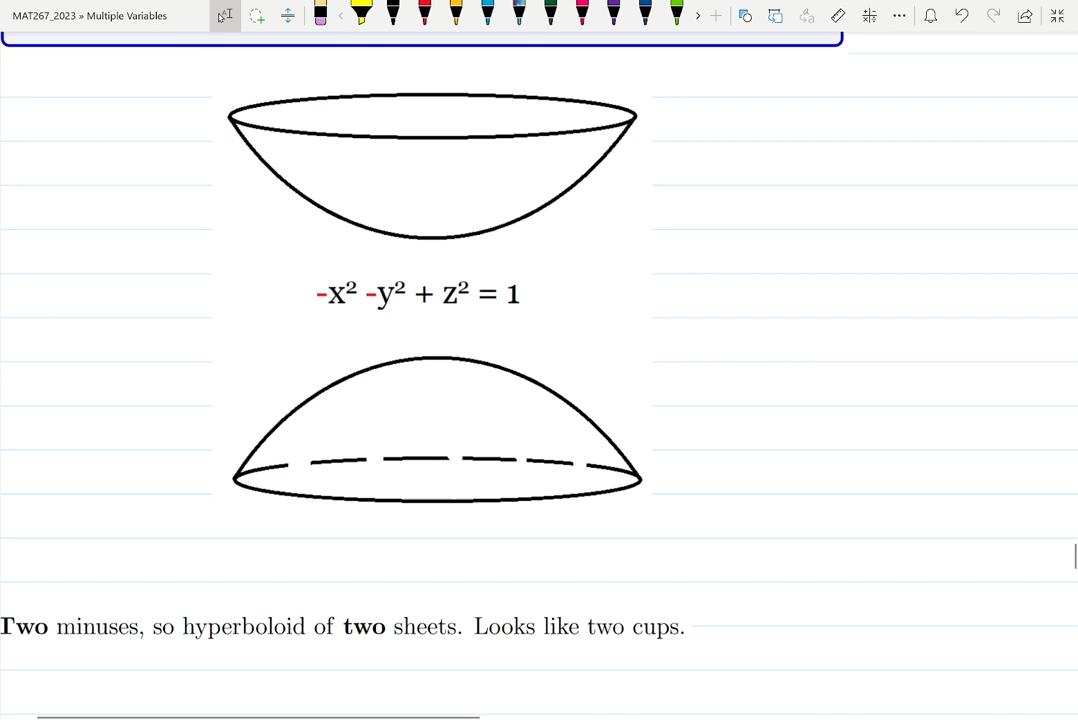 MAT267_2023 » Multiple Variables
-x² -y² + z² = 1
Two minuses, so hyperboloid of two sheets. Looks like two cups.